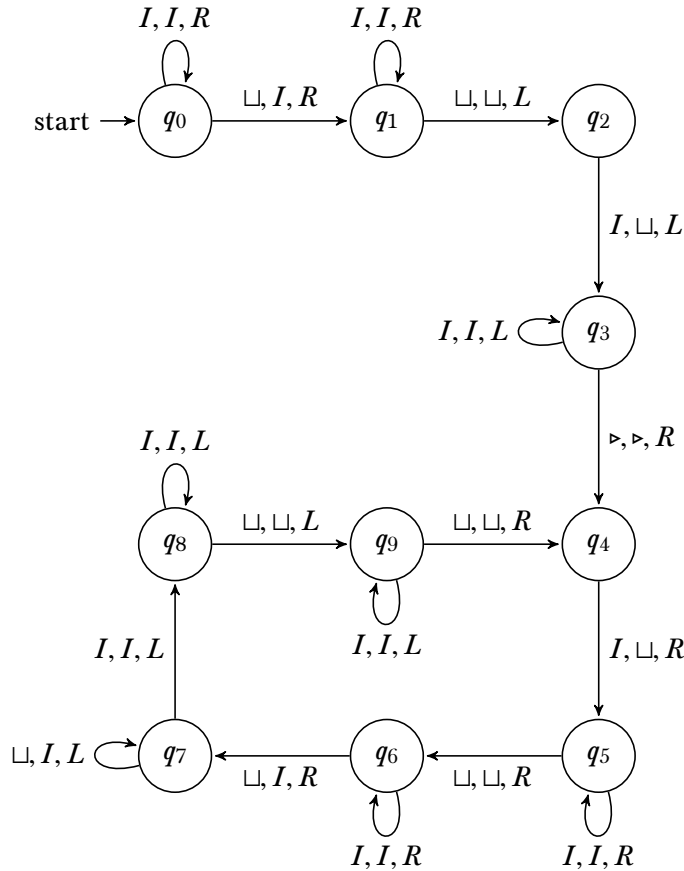 I, I, R I, I, R
start q0 ⊔, I, R q1 ⊔, ⊔, L q2
I, ⊔, L
I, I, L q3
▹, ▹, R
I, I, L
q8 ⊔, ⊔, L q9 ⊔, ⊔, R q4
I, I, L
I, I, L I, ⊔, R
⊔, I, L q7 ⊔, I, R q6 ⊔, ⊔, R q5
I, I, R I, I, R